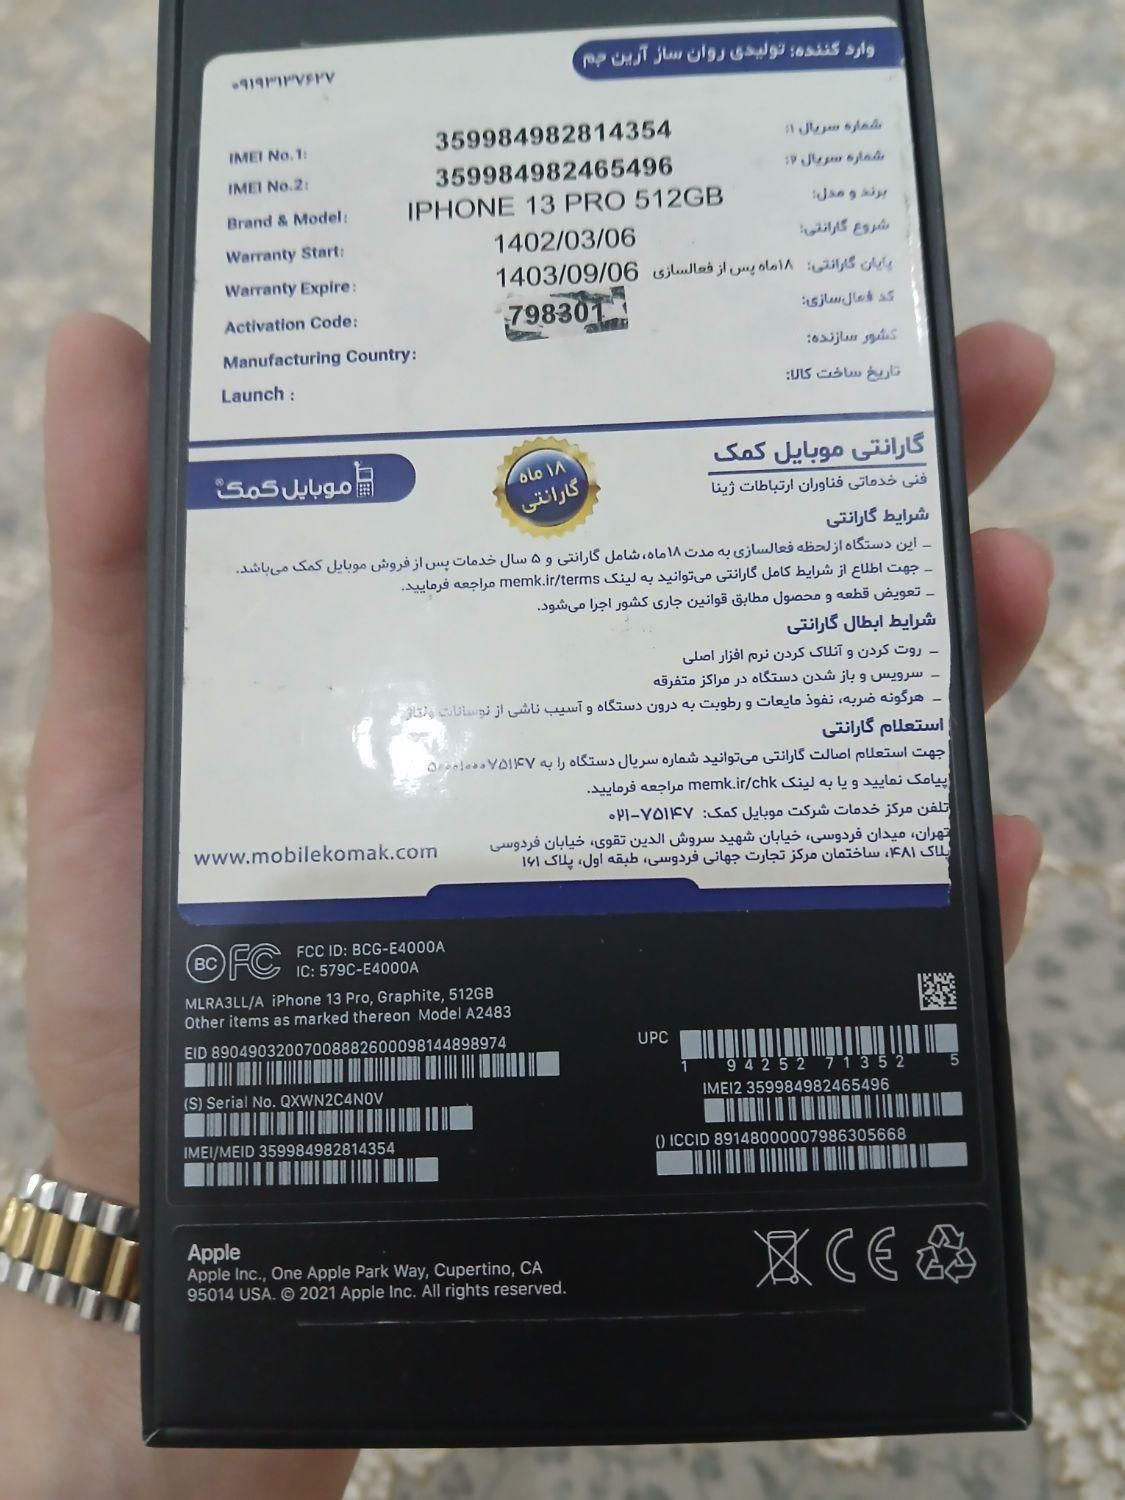 وارد کننده: تولیدی روان ساز آرین جم
۰۹۱۹۳۱۳۷۶۲۷
IMEI No.1: 359984982814354 شماره سریال ۱:
IMEI No.2: 359984982465496 شماره سریال ۲:
Brand & Model: IPHONE 13 PRO 512GB برند و مدل:
Warranty Start: 1402/03/06 شروع گارانتی:
Warranty Expire: 1403/09/06 ۱۸ماه پس از فعالسازی پایان گارانتی:
Activation Code: 798301 کد فعال‌سازی:
Manufacturing Country: کشور سازنده:
Launch : تاریخ ساخت کالا:
گارانتی موبایل کمک
فنی خدماتی فناوران ارتباطات ژینا
۱۸ ماه
گارانتی
موبایل کمک®
شرایط گارانتی
_ این دستگاه از لحظه فعالسازی به مدت ۱۸ماه، شامل گارانتی و ۵ سال خدمات پس از فروش موبایل کمک می‌باشد.
_ جهت اطلاع از شرایط کامل گارانتی می‌توانید به لینک memk.ir/terms مراجعه فرمایید.
_ تعویض قطعه و محصول مطابق قوانین جاری کشور اجرا می‌شود.
شرایط ابطال گارانتی
_ روت کردن و آنلاک کردن نرم افزار اصلی
_ سرویس و باز شدن دستگاه در مراکز متفرقه
_ هرگونه ضربه، نفوذ مایعات و رطوبت به درون دستگاه و آسیب ناشی از نوسانات ولتاژ
استعلام گارانتی
جهت استعلام اصالت گارانتی می‌توانید شماره سریال دستگاه را به ۵۰۰۰۱۰۰۰۷۵۱۴۷
پیامک نمایید و یا به لینک memk.ir/chk مراجعه فرمایید.
تلفن مرکز خدمات شرکت موبایل کمک: ۰۲۱-۷۵۱۴۷
تهران، میدان فردوسی، خیابان شهید سروش الدین تقوی، خیابان فردوسی
پلاک ۴۸۱، ساختمان مرکز تجارت جهانی فردوسی، طبقه اول، پلاک ۱۶۱
www.mobilekomak.com
BC FC FCC ID: BCG-E4000A
IC: 579C-E4000A
MLRA3LL/A iPhone 13 Pro, Graphite, 512GB
Other items as marked thereon Model A2483
EID 89049032007008882600098144898974
UPC 1 94252 71352 5
(S) Serial No. QXWN2C4N0V
IMEI2 359984982465496
IMEI/MEID 359984982814354
() ICCID 89148000007986305668
Apple
Apple Inc., One Apple Park Way, Cupertino, CA
95014 USA. © 2021 Apple Inc. All rights reserved.
CE